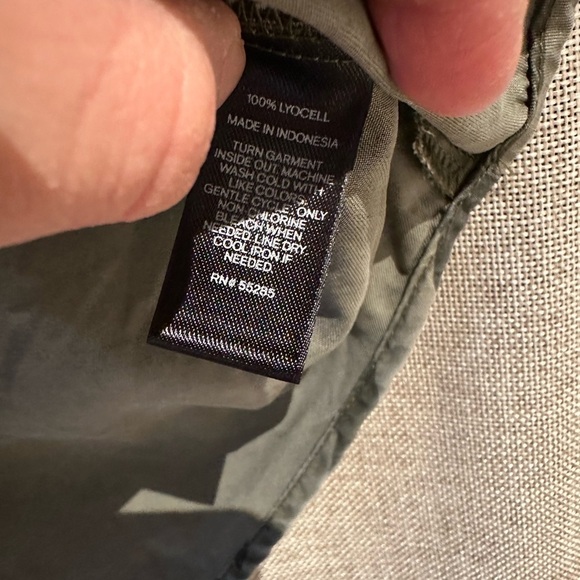 100% LYOCELL
MADE IN INDONESIA
TURN GARMENT
INSIDE OUT. MACHINE
WASH COLD WITH
LIKE COLORS
GENTLE CYCLE. ONLY
NON-CHLORINE
BLEACH WHEN
NEEDED. LINE DRY.
COOL IRON IF
NEEDED.
RN# 55285